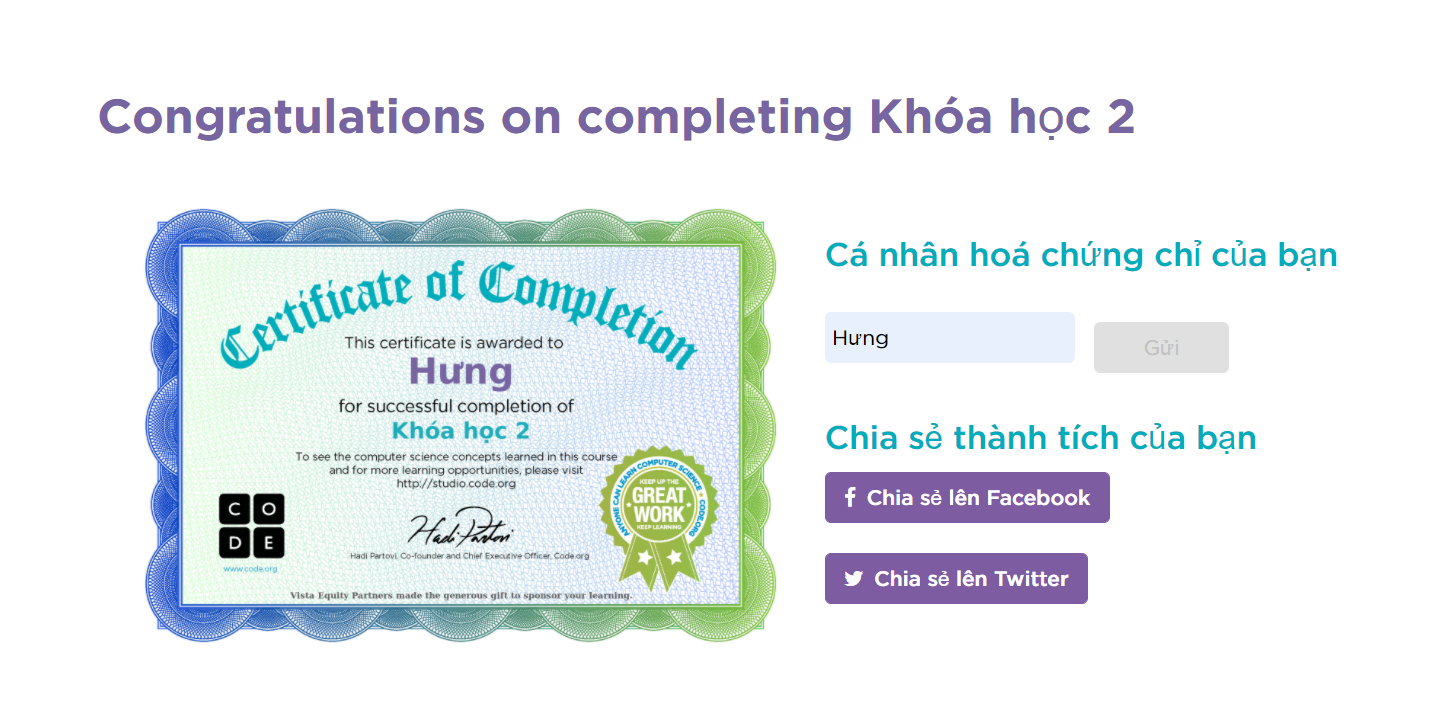 Congratulations on completing Khóa học 2
Certificate of Completion
This certificate is awarded to
Hưng
for successful completion of
Khóa học 2
To see the computer science concepts learned in this course
and for more learning opportunities, please visit
http://studio.code.org
C O
D E
www.code.org
Hadi Partovi
Hadi Partovi, Co-founder and Chief Executive Officer, Code.org
ANYONE CAN LEARN COMPUTER SCIENCE • CODE.ORG
KEEP UP THE
GREAT
WORK
KEEP LEARNING
Vista Equity Partners made the generous gift to sponsor your learning.
Cá nhân hoá chứng chỉ của bạn
Hưng
Gửi
Chia sẻ thành tích của bạn
Chia sẻ lên Facebook
Chia sẻ lên Twitter